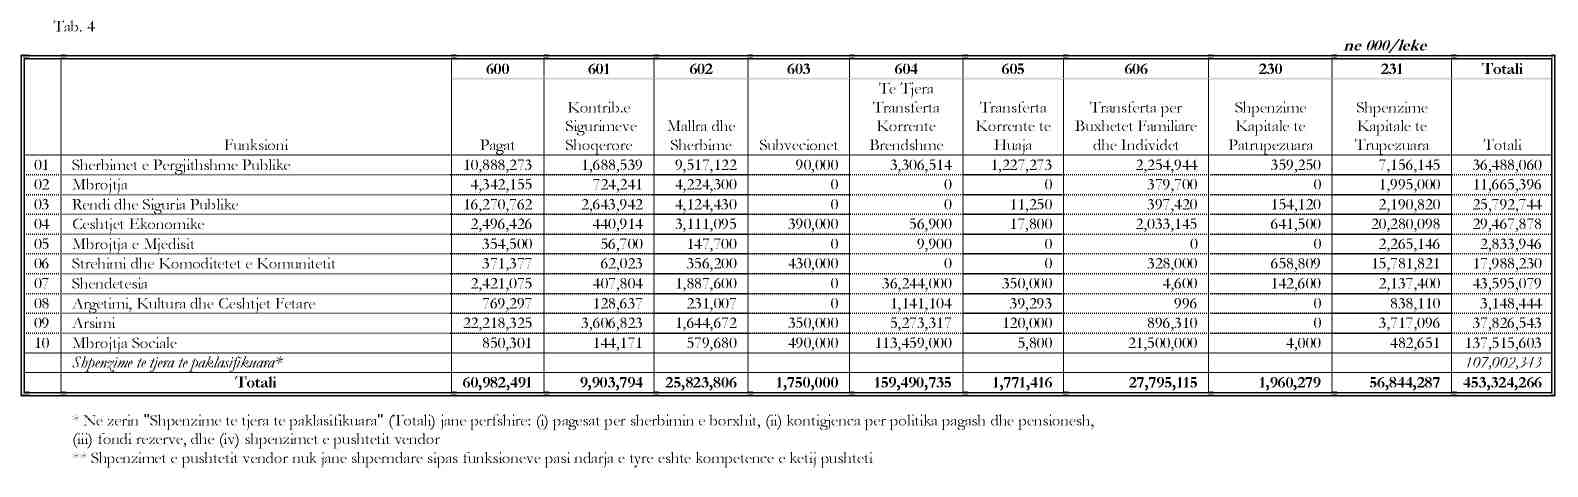 Tab. 4
ne 000/leke
600 601 602 603 604 605 606 230 231 Totali
Funksioni Pagat Kontrib.e Sigurimeve Shoqerore Mallra dhe Sherbime Subvecionet Te Tjera Transferta Korrente Brendshme Transferta Korrente te Huaja Transferta per Buxhetet Familiare dhe Individet Shpenzime Kapitale te Patrupezuara Shpenzime Kapitale te Trupezuara Totali
01 Sherbimet e Pergjithshme Publike 10,888,273 1,688,539 9,517,122 90,000 3,306,514 1,227,273 2,254,944 359,250 7,156,145 36,488,060
02 Mbrojtja 4,342,155 724,241 4,224,300 0 0 0 379,700 0 1,995,000 11,665,396
03 Rendi dhe Siguria Publike 16,270,762 2,643,942 4,124,430 0 0 11,250 397,420 154,120 2,190,820 25,792,744
04 Ceshtjet Ekonomike 2,496,426 440,914 3,111,095 390,000 56,900 17,800 2,033,145 641,500 20,280,098 29,467,878
05 Mbrojtja e Mjedisit 354,500 56,700 147,700 0 9,900 0 0 0 2,265,146 2,833,946
06 Strehimi dhe Komoditetet e Komunitetit 371,377 62,023 356,200 430,000 0 0 328,000 658,809 15,781,821 17,988,230
07 Shendetesia 2,421,075 407,804 1,887,600 0 36,244,000 350,000 4,600 142,600 2,137,400 43,595,079
08 Argetimi, Kultura dhe Ceshtjet Fetare 769,297 128,637 231,007 0 1,141,104 39,293 996 0 838,110 3,148,444
09 Arsimi 22,218,325 3,606,823 1,644,672 350,000 5,273,317 120,000 896,310 0 3,717,096 37,826,543
10 Mbrojtja Sociale 850,301 144,171 579,680 490,000 113,459,000 5,800 21,500,000 4,000 482,651 137,515,603
Shpenzime te tjera te paklasifikuara* 107,002,343
Totali 60,982,491 9,903,794 25,823,806 1,750,000 159,490,735 1,771,416 27,795,115 1,960,279 56,844,287 453,324,266
* Ne zerin "Shpenzime te tjera te paklasifikuara" (Totali) jane perfshire: (i) pagesat per sherbimin e borxhit, (ii) kontigjenca per politika pagash dhe pensionesh,
(iii) fondi rezerve, dhe (iv) shpenzimet e pushtetit vendor
** Shpenzimet e pushtetit vendor nuk jane shperndare sipas funksioneve pasi ndarja e tyre eshte kompetence e ketij pushteti